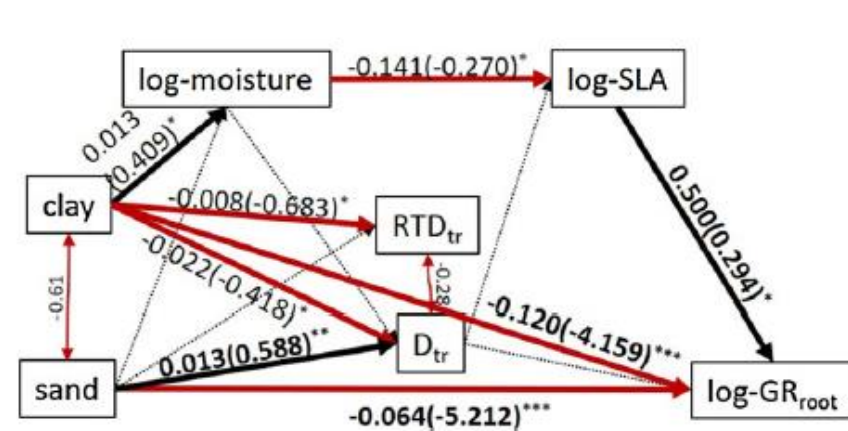 log-moisture
-0.141(-0.270)*
log-SLA
0.013
(0.409)*
clay
-0.008(-0.683)*
RTDtr
0.500(0.294)*
-0.61
-0.022(-0.418)*
-0.28
-0.120(-4.159)***
0.013(0.588)**
Dtr
sand
log-GRroot
-0.064(-5.212)***